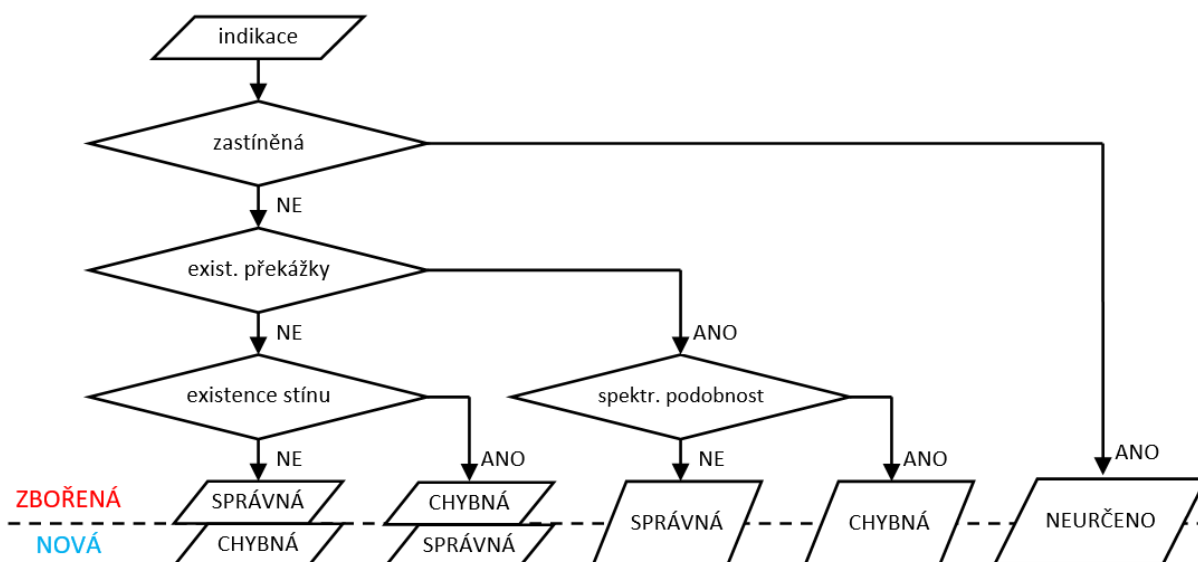 indikace
zastíněná
NE
exist. překážky
NE
ANO
existence stínu
spektr. podobnost
NE
ANO
NE
ANO
ANO
ZBOŘENÁ
SPRÁVNÁ
CHYBNÁ
SPRÁVNÁ
CHYBNÁ
NEURČENO
NOVÁ
CHYBNÁ
SPRÁVNÁ